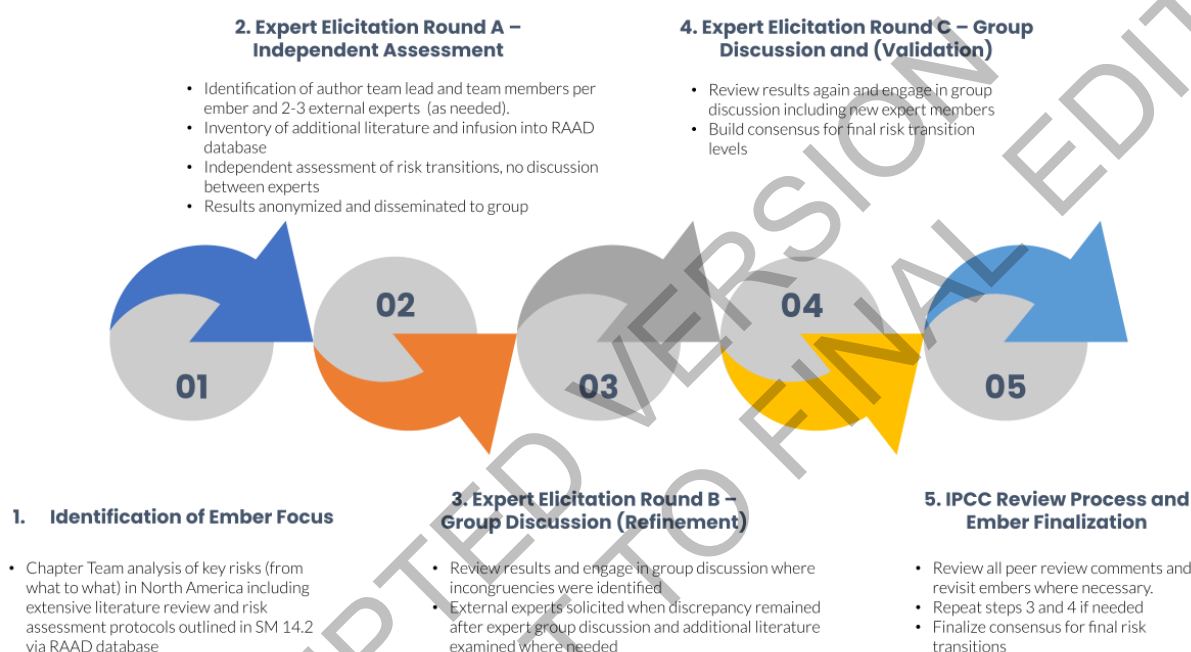 2. Expert Elicitation Round A –
Independent Assessment
• Identification of author team lead and team members per
ember and 2-3 external experts (as needed).
• Inventory of additional literature and infusion into RAAD
database
• Independent assessment of risk transitions, no discussion
between experts
• Results anonymized and disseminated to group
4. Expert Elicitation Round C – Group
Discussion and (Validation)
• Review results again and engage in group
discussion including new expert members
• Build consensus for final risk transition
levels
01
02
03
04
05
1. Identification of Ember Focus
• Chapter Team analysis of key risks (from
what to what) in North America including
extensive literature review and risk
assessment protocols outlined in SM 14.2
via RAAD database
3. Expert Elicitation Round B –
Group Discussion (Refinement)
• Review results and engage in group discussion where
incongruencies were identified
• External experts solicited when discrepancy remained
after expert group discussion and additional literature
examined where needed
5. IPCC Review Process and
Ember Finalization
• Review all peer review comments and
revisit embers where necessary.
• Repeat steps 3 and 4 if needed
• Finalize consensus for final risk
transitions
PTED VERSION
T TO FINAL EDIT